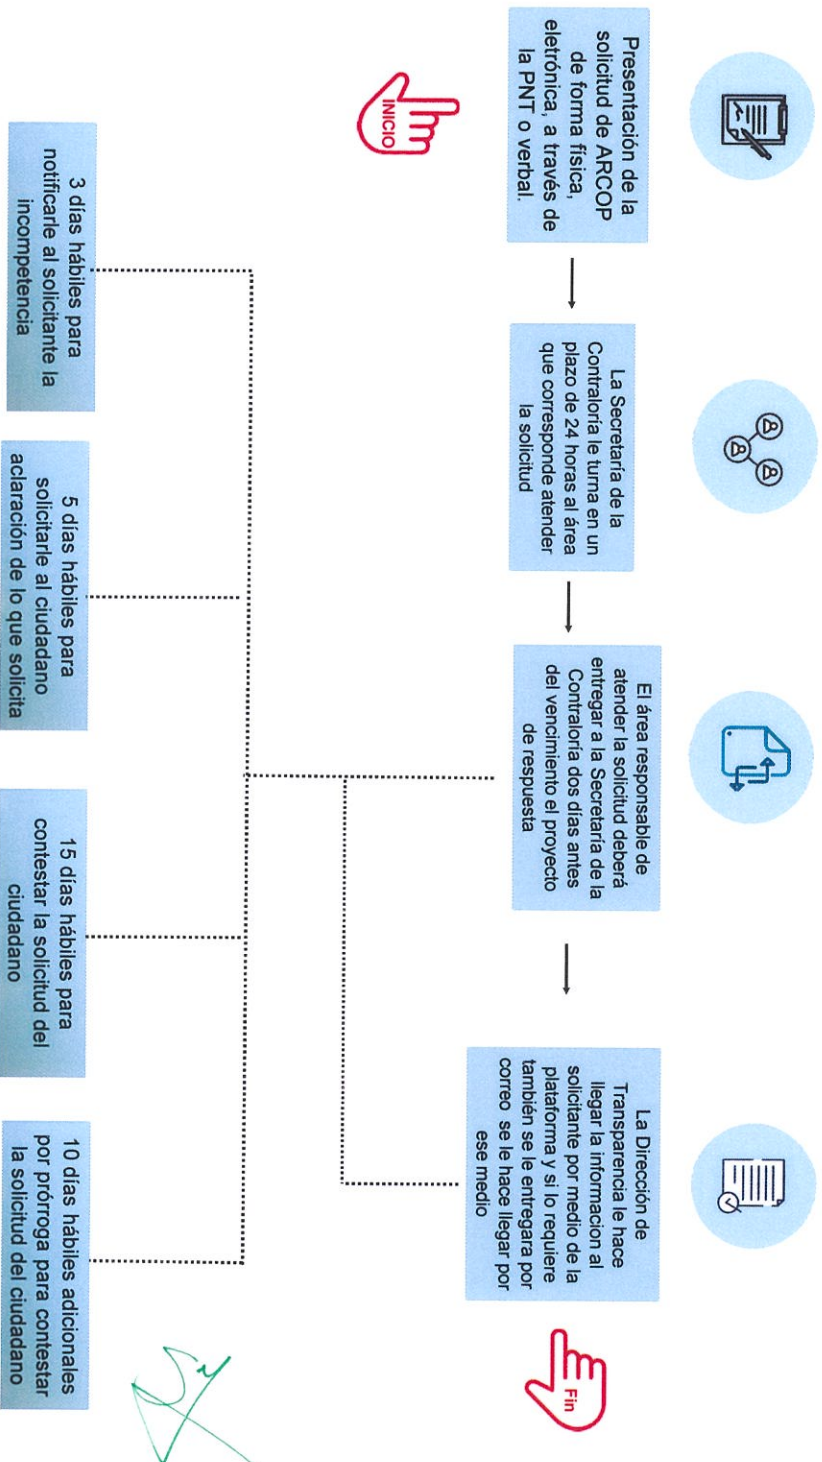 Presentación de la
solicitud de ARCOP
de forma física,
eletrónica, a través de
la PNT o verbal.
INICIO
La Secretaría de la
Contraloría le turna en un
plazo de 24 horas al área
que corresponde atender
la solicitud
El área responsable de
atender la solicitud deberá
entregar a la Secretaría de la
Contraloría dos días antes
del vencimiento el proyecto
de respuesta
La Dirección de
Transparencia le hace
llegar la informacion al
solicitante por medio de la
plataforma y si lo requiere
también se le entregara por
correo se le hace llegar por
ese medio
Fin
3 días hábiles para
notificarle al solicitante la
incompetencia
5 días hábiles para
solicitarle al ciudadano
aclaración de lo que solicita
15 días hábiles para
contestar la solicitud del
ciudadano
10 días hábiles adicionales
por prórroga para contestar
la solicitud del ciudadano